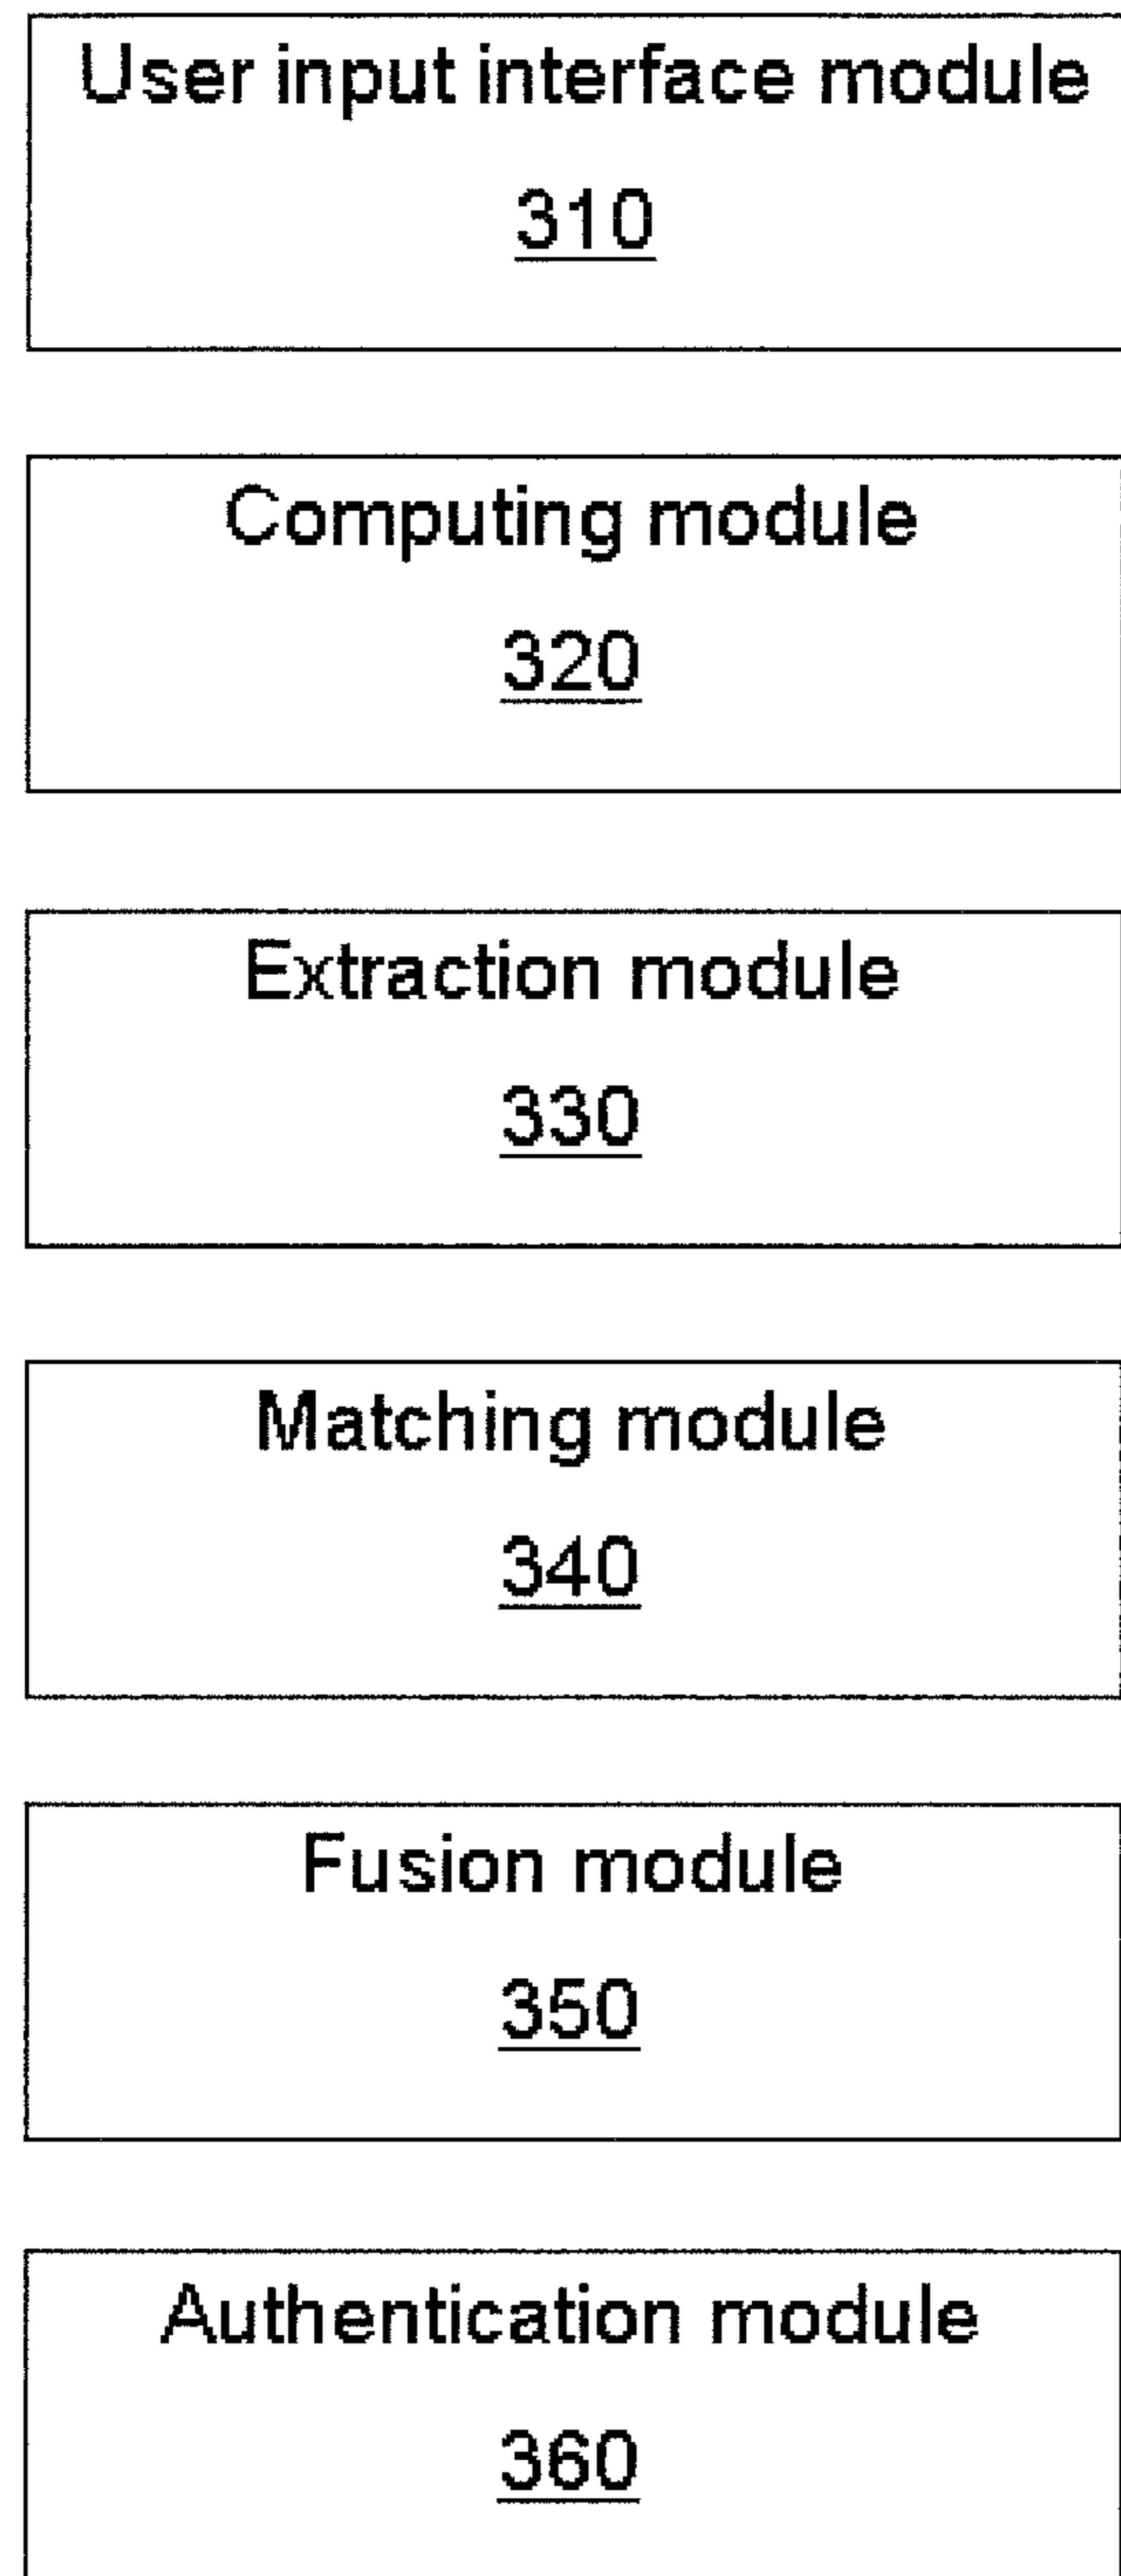 User input interface module
310
Computing module
320
Extraction module
330
Matching module
340
Fusion module
350
Authentication module
360